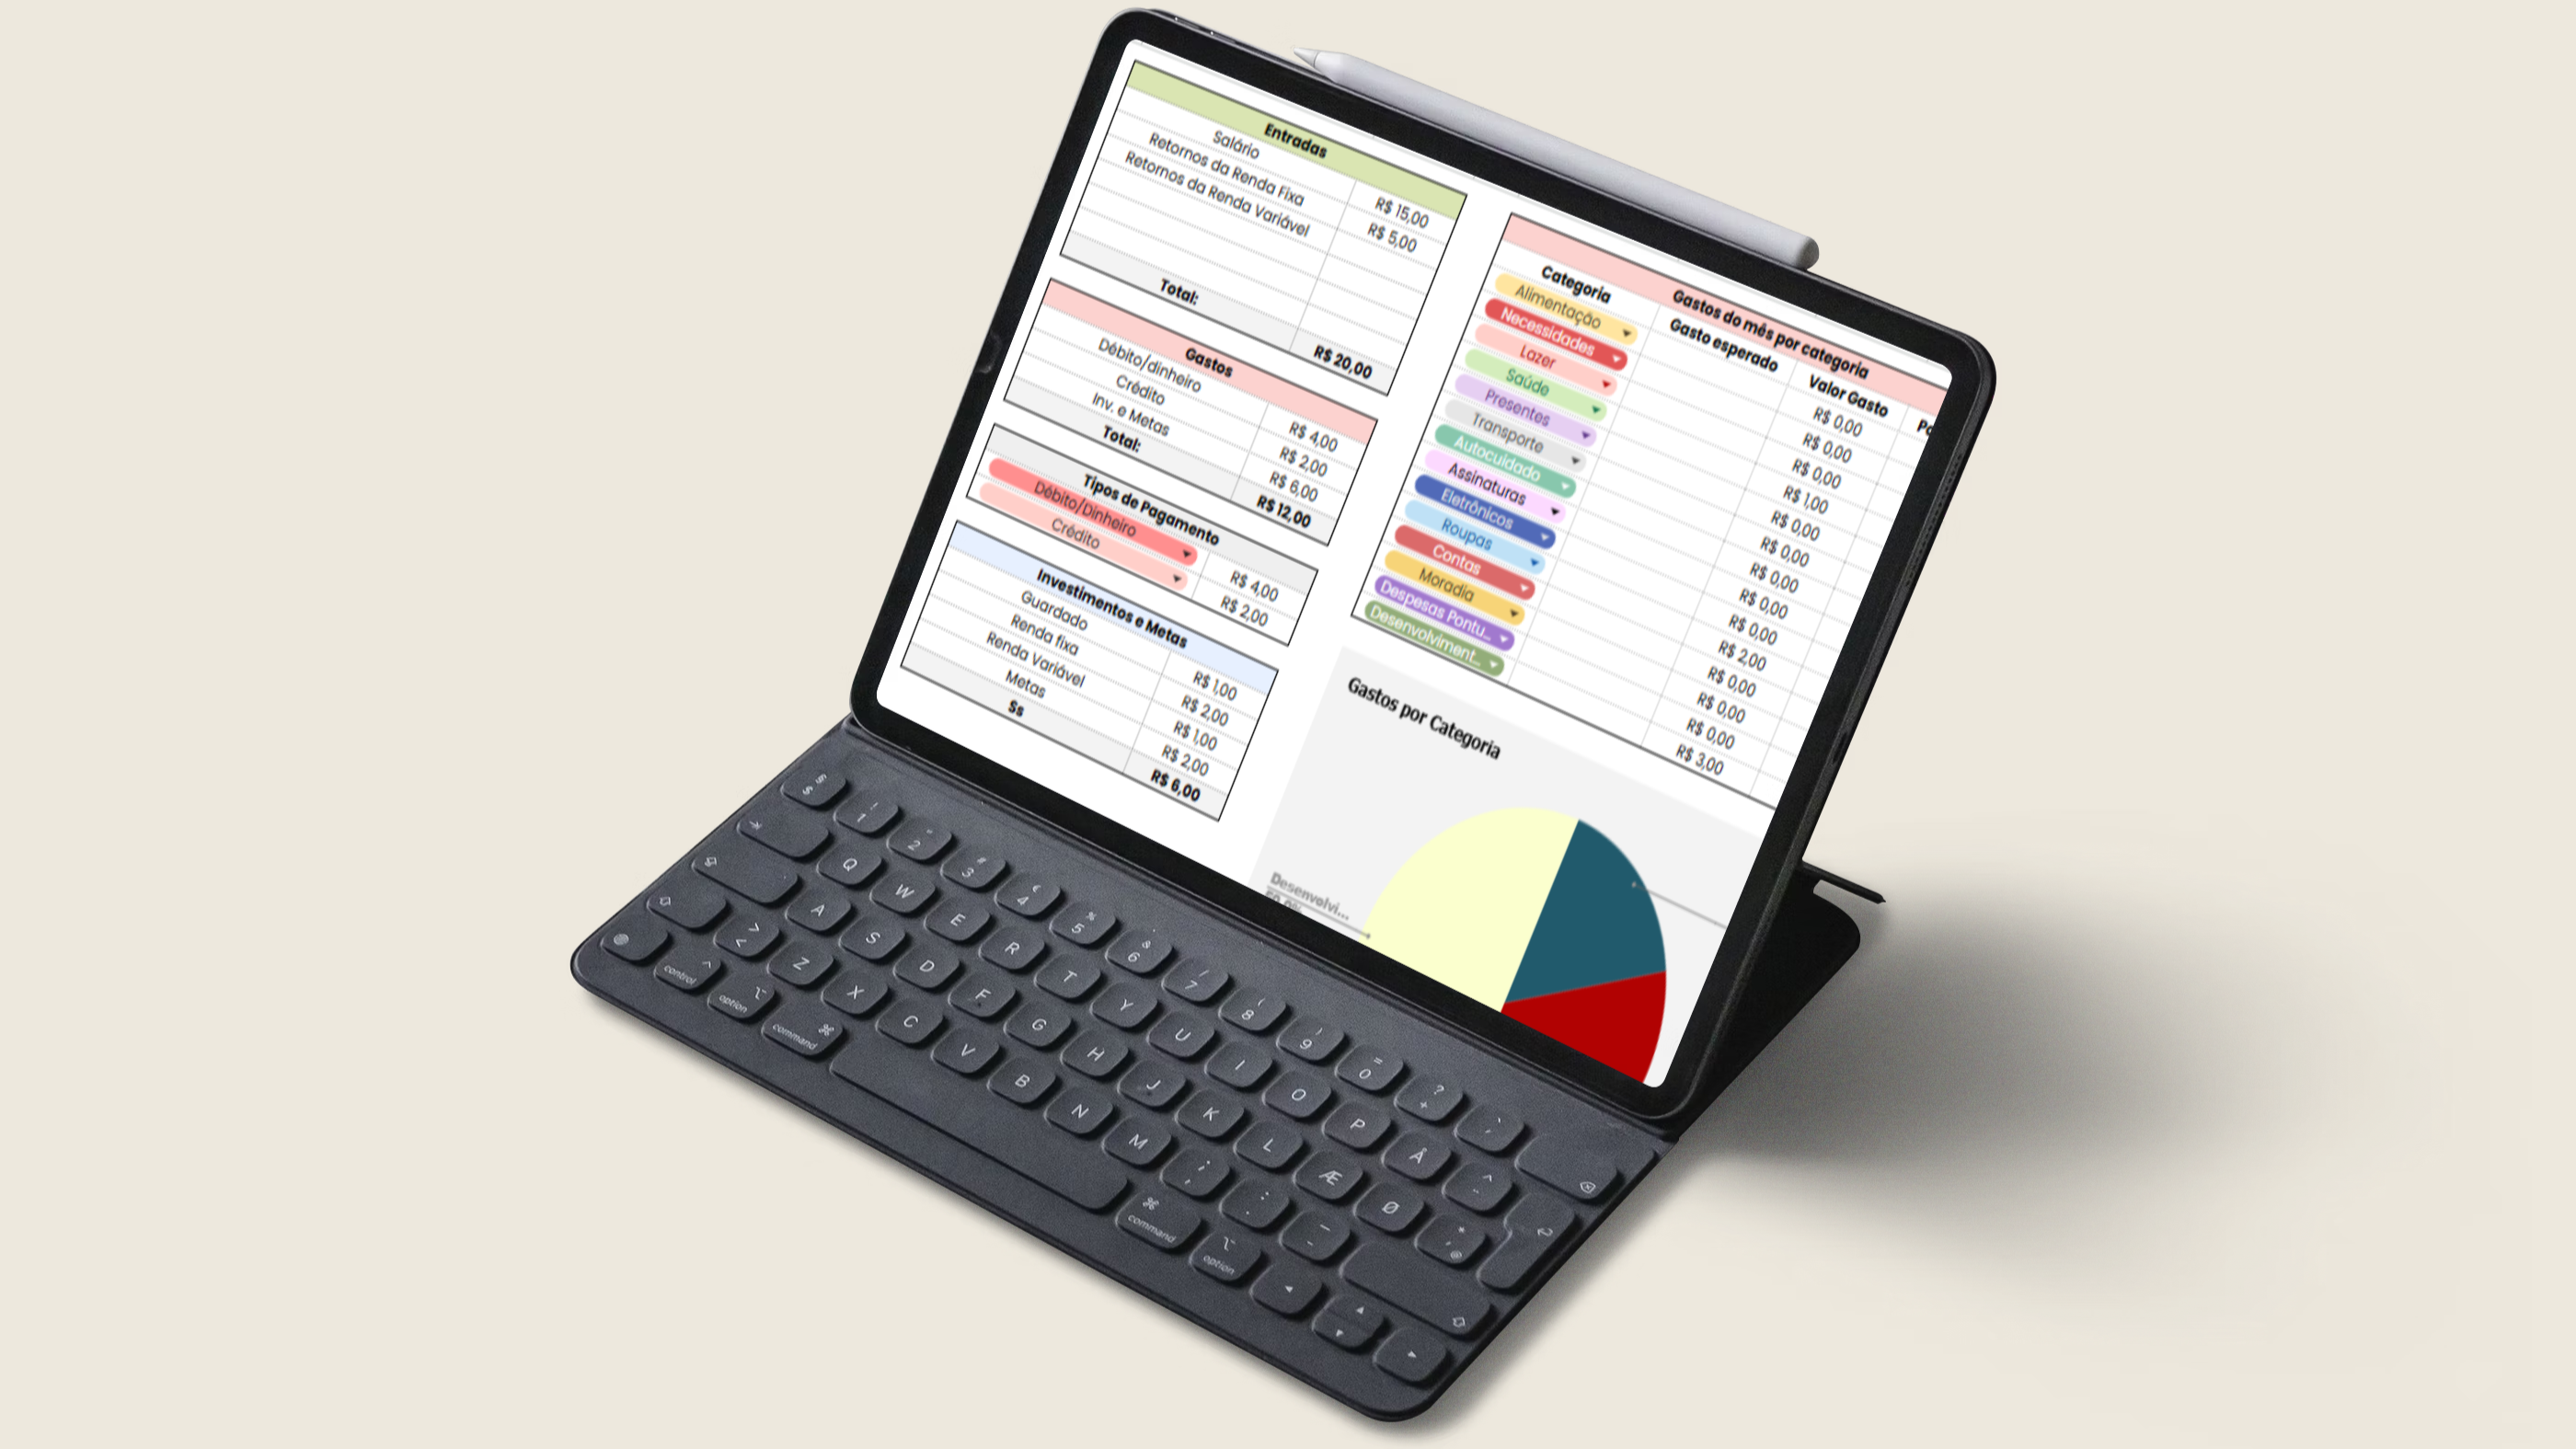 Entradas
Salário R$ 15,00
Retornos da Renda Fixa R$ 5,00
Retornos da Renda Variável
Total: R$ 20,00
Gastos
Débito/dinheiro R$ 4,00
Crédito R$ 2,00
Inv. e Metas R$ 6,00
Total: R$ 12,00
Tipos de Pagamento
Débito/Dinheiro R$ 4,00
Crédito R$ 2,00
Investimentos e Metas
Guardado R$ 1,00
Renda fixa R$ 2,00
Renda Variável R$ 1,00
Metas R$ 2,00
Ss R$ 6,00
Gastos do mês por categoria
Categoria Gasto esperado Valor Gasto
Alimentação R$ 0,00
Necessidades R$ 0,00
Lazer R$ 0,00
Saúde R$ 1,00
Presentes R$ 0,00
Transporte R$ 0,00
Autocuidado R$ 0,00
Assinaturas R$ 0,00
Eletrônicos R$ 0,00
Roupas R$ 2,00
Contas R$ 0,00
Moradia R$ 0,00
Despesas Pontu... R$ 0,00
Desenvolviment... R$ 3,00
Gastos por Categoria
Desenvolvi...
§ $ ! 1 " 2 # 3 € 4 % 5 & 6 / 7 ( 8 ) 9 = 0 ? +
Q W E R T Y U I O P Å ^ ¨
A S D F G H J K L Æ Ø * '
> < Z X C V B N M ; , : . _ -
control option command command option